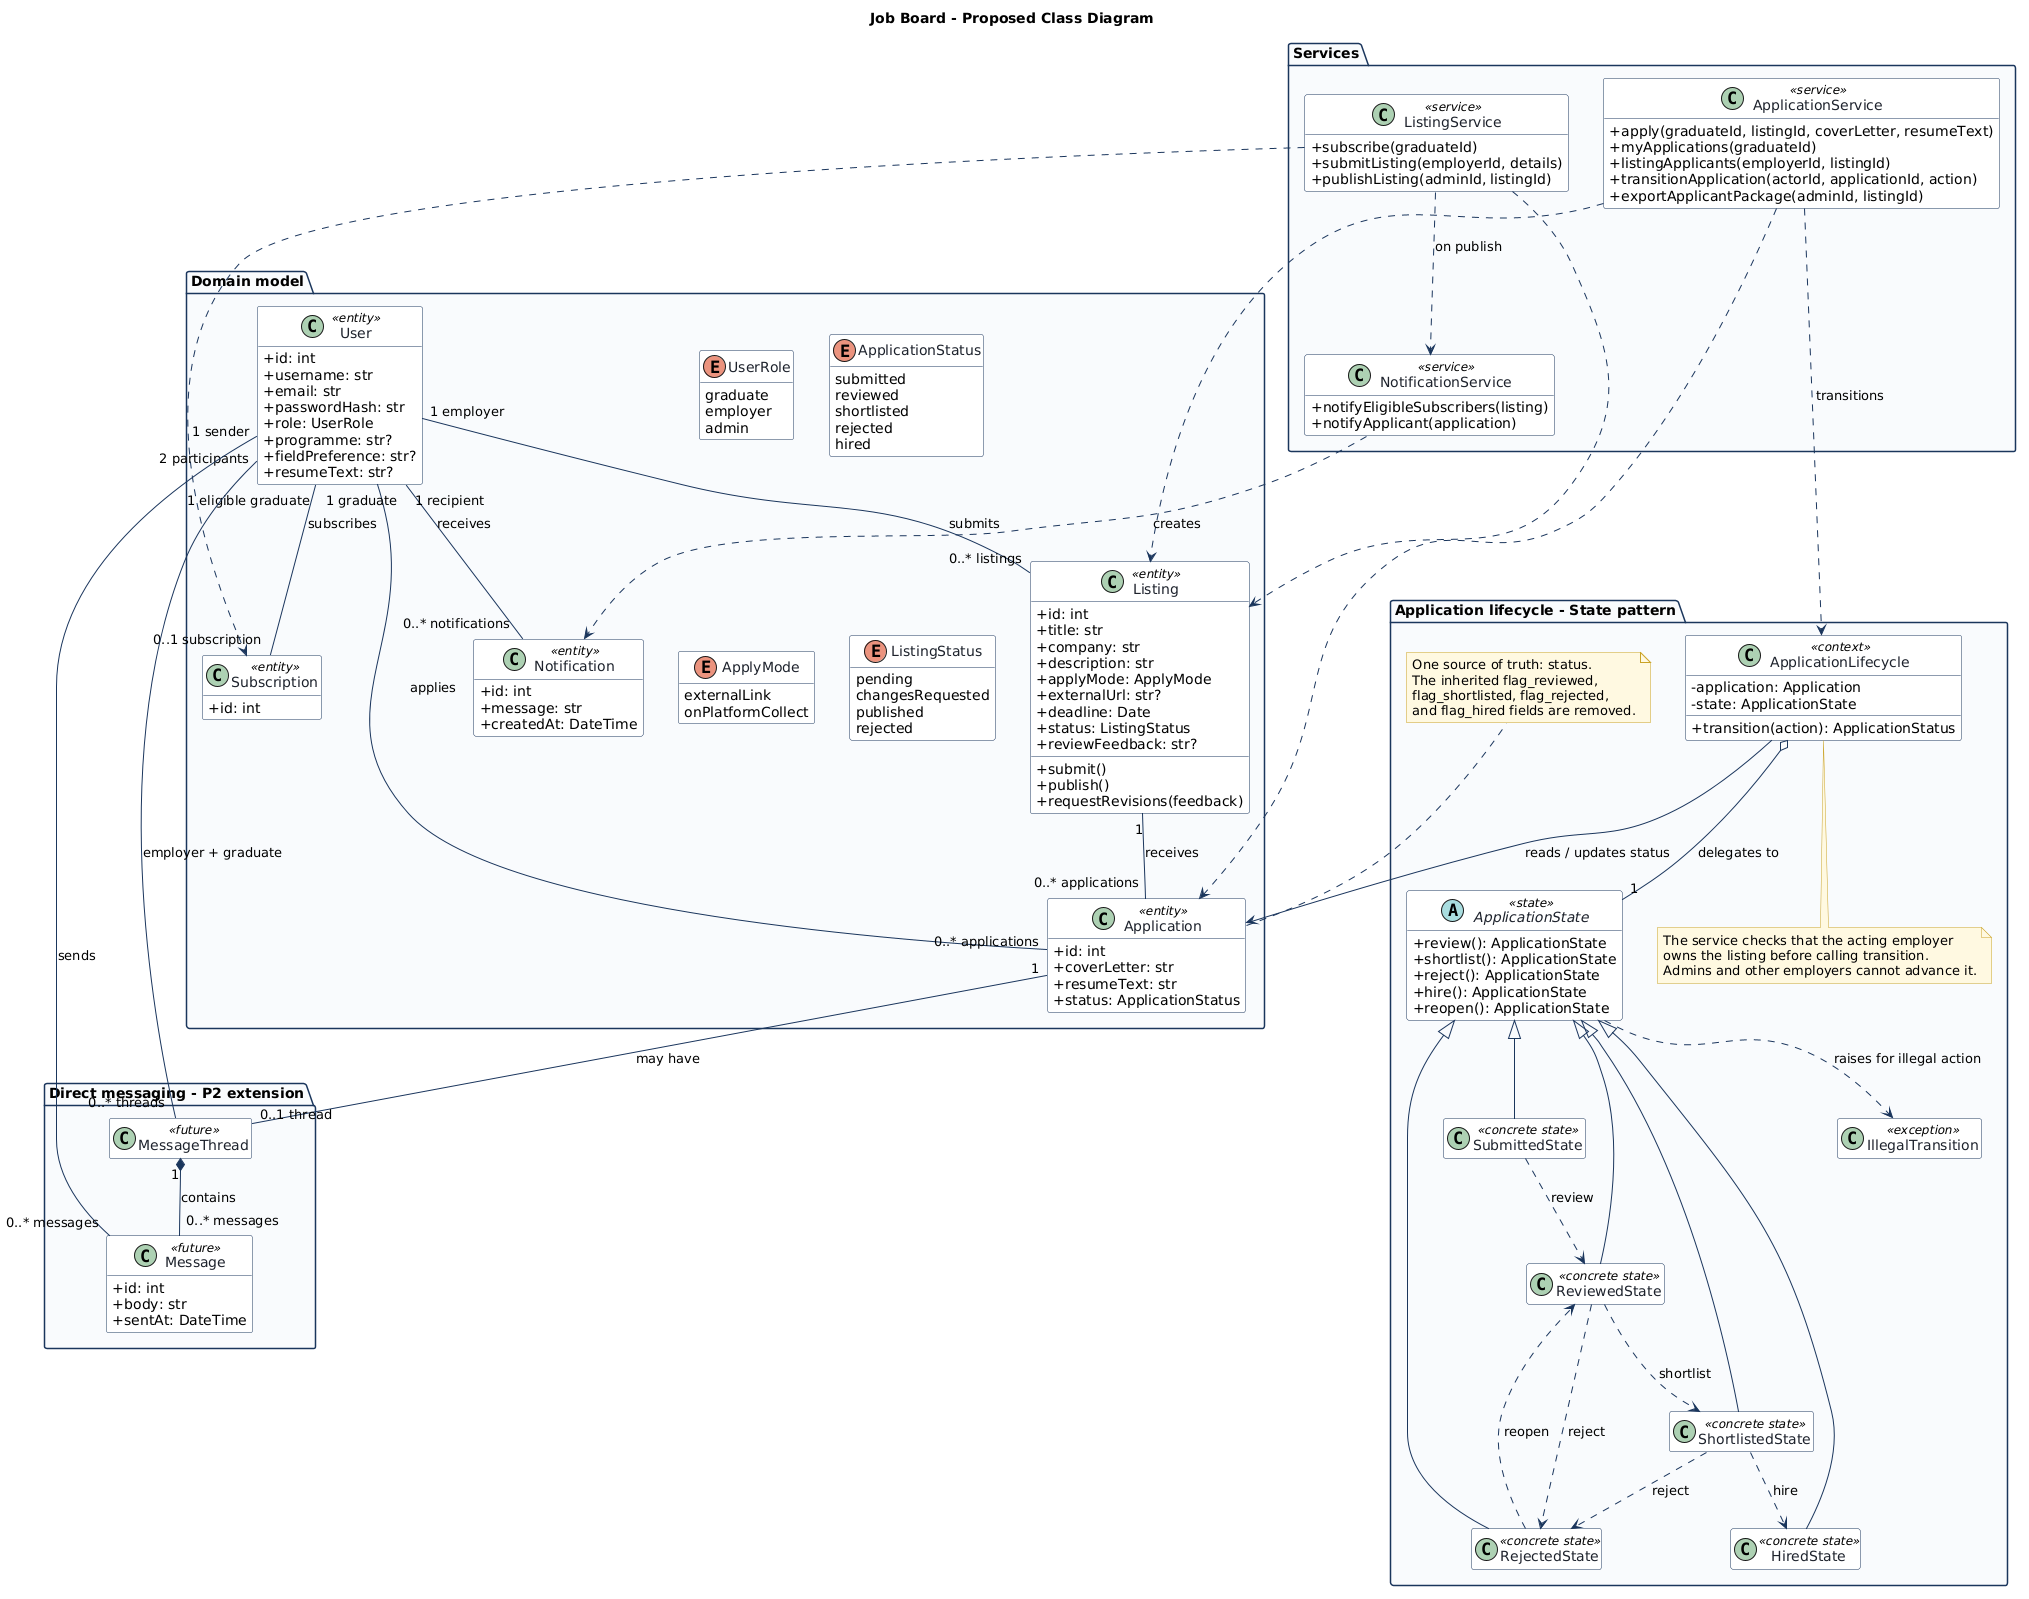 Job Board - Proposed Class Diagram
Services
«service»
ListingService
+subscribe(graduateId)
+submitListing(employerId, details)
+publishListing(adminId, listingId)
«service»
ApplicationService
+apply(graduateId, listingId, coverLetter, resumeText)
+myApplications(graduateId)
+listingApplicants(employerId, listingId)
+transitionApplication(actorId, applicationId, action)
+exportApplicantPackage(adminId, listingId)
on publish
«service»
NotificationService
+notifyEligibleSubscribers(listing)
+notifyApplicant(application)
transitions
creates
Domain model
«entity»
User
+id: int
+username: str
+email: str
+passwordHash: str
+role: UserRole
+programme: str?
+fieldPreference: str?
+resumeText: str?
UserRole
graduate
employer
admin
ApplicationStatus
submitted
reviewed
shortlisted
rejected
hired
1 employer
1 sender
2 participants
1 eligible graduate
1 graduate
1 recipient
subscribes
receives
submits
0..* listings
0..1 subscription
0..* notifications
applies
«entity»
Subscription
+id: int
«entity»
Notification
+id: int
+message: str
+createdAt: DateTime
ApplyMode
externalLink
onPlatformCollect
ListingStatus
pending
changesRequested
published
rejected
«entity»
Listing
+id: int
+title: str
+company: str
+description: str
+applyMode: ApplyMode
+externalUrl: str?
+deadline: Date
+status: ListingStatus
+reviewFeedback: str?
+submit()
+publish()
+requestRevisions(feedback)
1
receives
0..* applications
employer + graduate
0..* applications
1
«entity»
Application
+id: int
+coverLetter: str
+resumeText: str
+status: ApplicationStatus
sends
may have
Direct messaging - P2 extension
0..* threads
0..1 thread
«future»
MessageThread
1
contains
0..* messages
0..* messages
«future»
Message
+id: int
+body: str
+sentAt: DateTime
Application lifecycle - State pattern
One source of truth: status.
The inherited flag_reviewed,
flag_shortlisted, flag_rejected,
and flag_hired fields are removed.
«context»
ApplicationLifecycle
-application: Application
-state: ApplicationState
+transition(action): ApplicationStatus
reads / updates status
delegates to
1
«state»
ApplicationState
+review(): ApplicationState
+shortlist(): ApplicationState
+reject(): ApplicationState
+hire(): ApplicationState
+reopen(): ApplicationState
The service checks that the acting employer
owns the listing before calling transition.
Admins and other employers cannot advance it.
raises for illegal action
«concrete state»
SubmittedState
«exception»
IllegalTransition
review
«concrete state»
ReviewedState
shortlist
reopen
reject
«concrete state»
ShortlistedState
reject
hire
«concrete state»
RejectedState
«concrete state»
HiredState